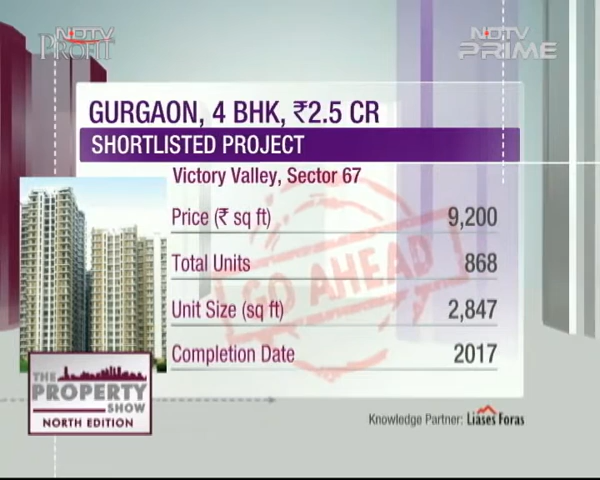 NDTV
PROFIT
NDTV
PRIME
GURGAON, 4 BHK, ₹2.5 CR
SHORTLISTED PROJECT
Victory Valley, Sector 67
Price (₹ sq ft) 9,200
Total Units 868
Unit Size (sq ft) 2,847
Completion Date 2017
GO AHEAD
THE
PROPERTY
SHOW
NORTH EDITION
Knowledge Partner: Liases Foras